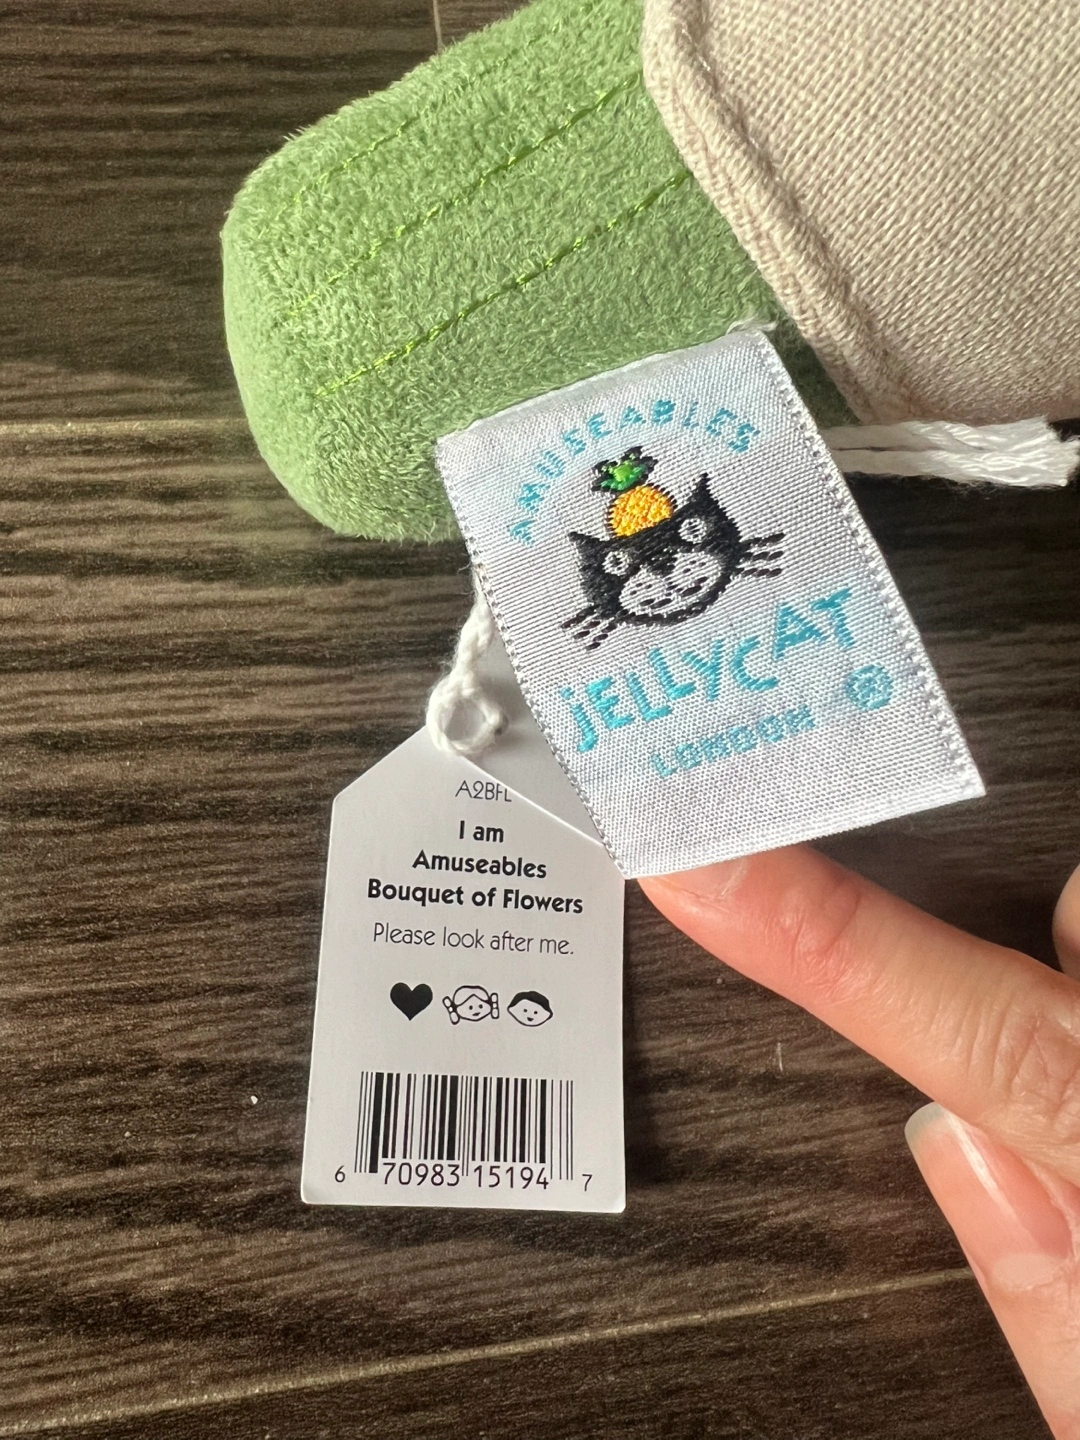 AMUSEABLES
JELLYCAT
LONDON ®
A2BFL
I am
Amuseables
Bouquet of Flowers
Please look after me.
6 70983 15194 7